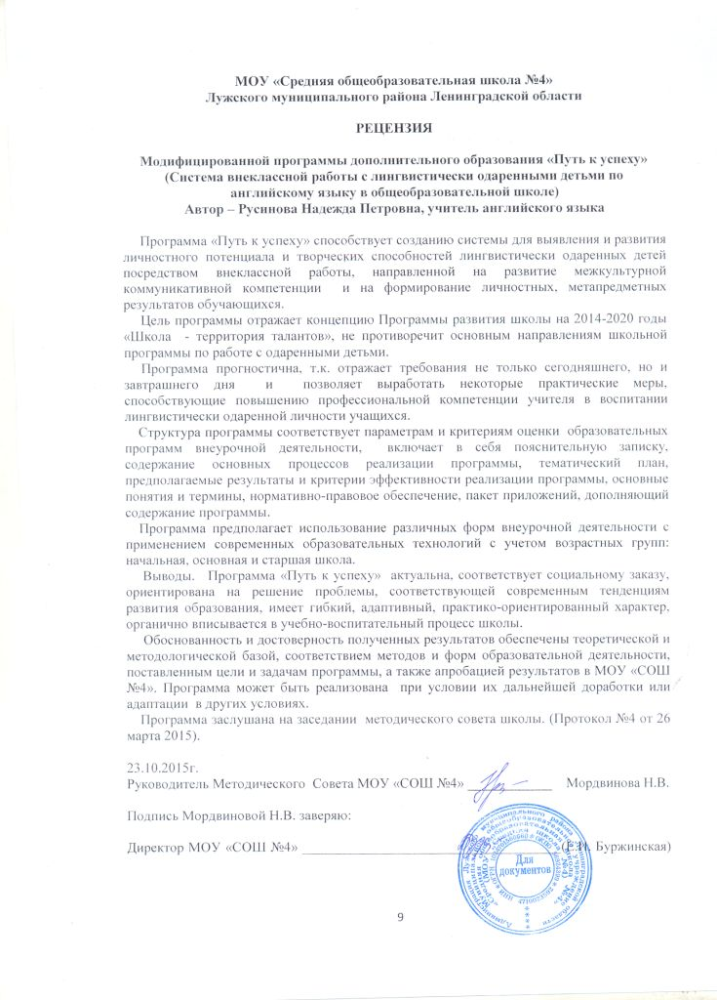 МОУ «Средняя общеобразовательная школа №4»
Лужского муниципального района Ленинградской области
РЕЦЕНЗИЯ
Модифицированной программы дополнительного образования «Путь к успеху»
(Система внеклассной работы с лингвистически одаренными детьми по
английскому языку в общеобразовательной школе)
Автор – Русинова Надежда Петровна, учитель английского языка
Программа «Путь к успеху» способствует созданию системы для выявления и развития
личностного потенциала и творческих способностей лингвистически одаренных детей
посредством внеклассной работы, направленной на развитие межкультурной
коммуникативной компетенции и на формирование личностных, метапредметных
результатов обучающихся.
Цель программы отражает концепцию Программы развития школы на 2014-2020 годы
«Школа - территория талантов», не противоречит основным направлениям школьной
программы по работе с одаренными детьми.
Программа прогностична, т.к. отражает требования не только сегодняшнего, но и
завтрашнего дня и позволяет выработать некоторые практические меры,
способствующие повышению профессиональной компетенции учителя в воспитании
лингвистически одаренной личности учащихся.
Структура программы соответствует параметрам и критериям оценки образовательных
программ внеурочной деятельности, включает в себя пояснительную записку,
содержание основных процессов реализации программы, тематический план,
предполагаемые результаты и критерии эффективности реализации программы, основные
понятия и термины, нормативно-правовое обеспечение, пакет приложений, дополняющий
содержание программы.
Программа предполагает использование различных форм внеурочной деятельности с
применением современных образовательных технологий с учетом возрастных групп:
начальная, основная и старшая школа.
Выводы. Программа «Путь к успеху» актуальна, соответствует социальному заказу,
ориентирована на решение проблемы, соответствующей современным тенденциям
развития образования, имеет гибкий, адаптивный, практико-ориентированный характер,
органично вписывается в учебно-воспитательный процесс школы.
Обоснованность и достоверность полученных результатов обеспечены теоретической и
методологической базой, соответствием методов и форм образовательной деятельности,
поставленным цели и задачам программы, а также апробацией результатов в МОУ «СОШ
№4». Программа может быть реализована при условии их дальнейшей доработки или
адаптации в других условиях.
Программа заслушана на заседании методического совета школы. (Протокол №4 от 26
марта 2015).
23.10.2015г.
Руководитель Методического Совета МОУ «СОШ №4» ____________ Мордвинова Н.В.
Подпись Мордвиновой Н.В. заверяю:
Директор МОУ «СОШ №4» ____________ Буржинская)
Для
документов
9